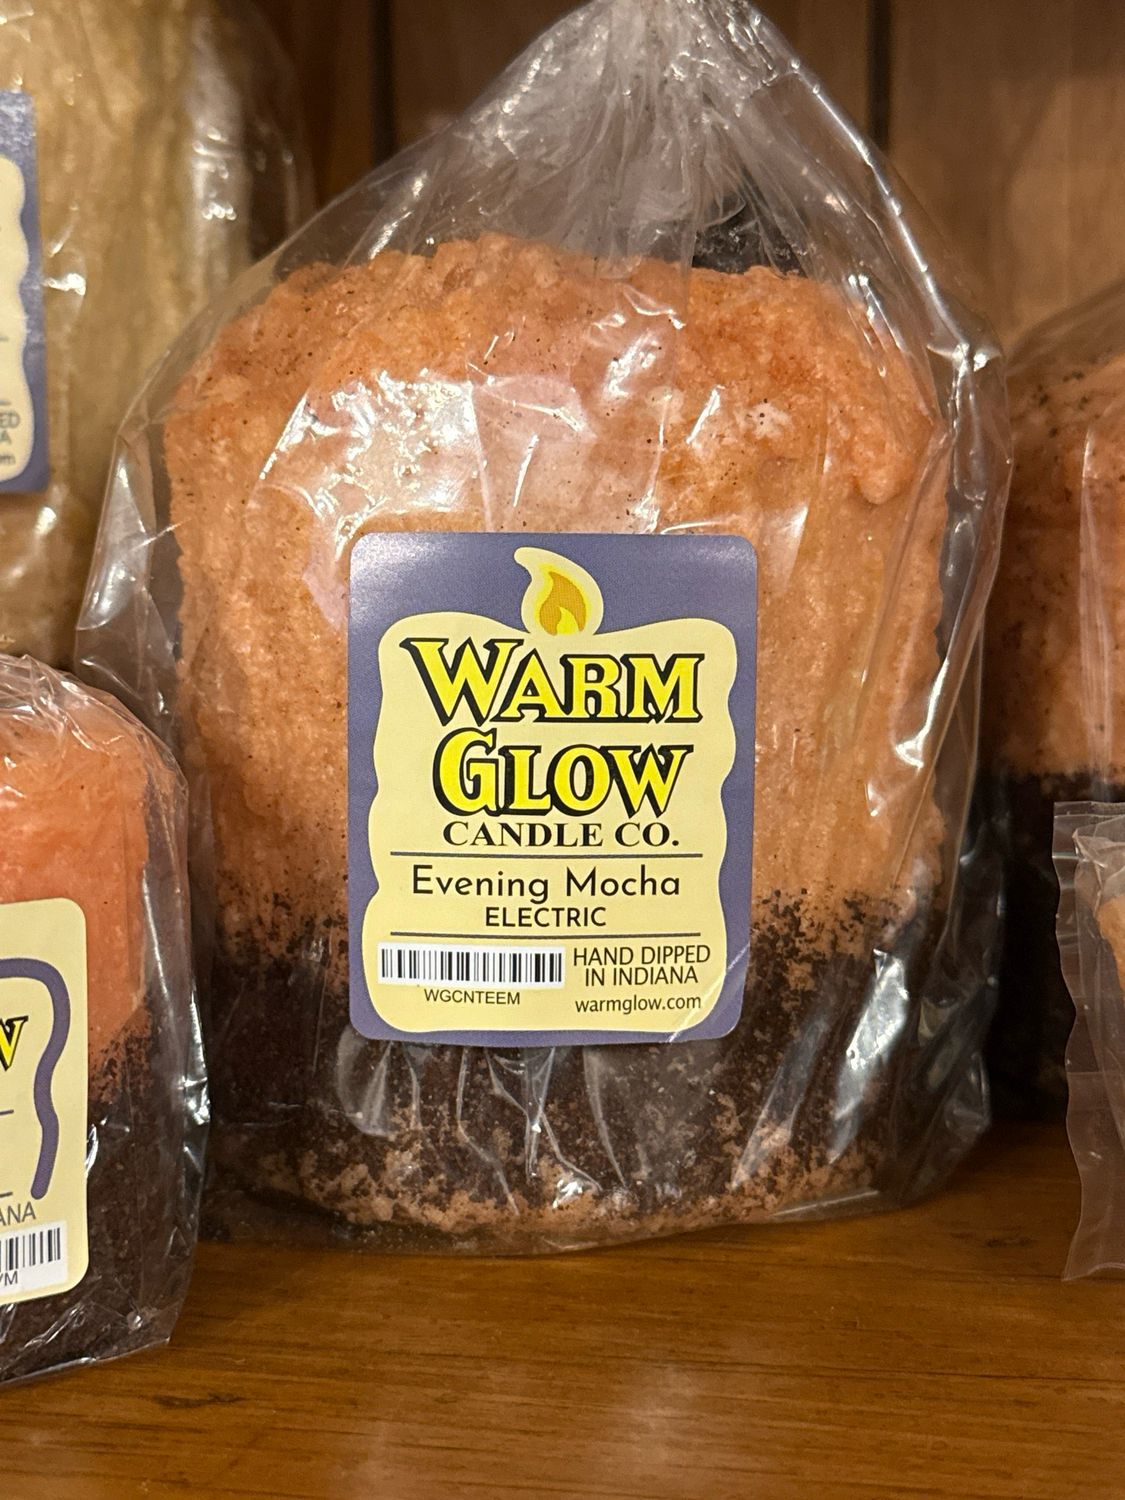 WARM
GLOW
CANDLE CO.
Evening Mocha
ELECTRIC
HAND DIPPED
IN INDIANA
WGCNTEEM
warmglow.com